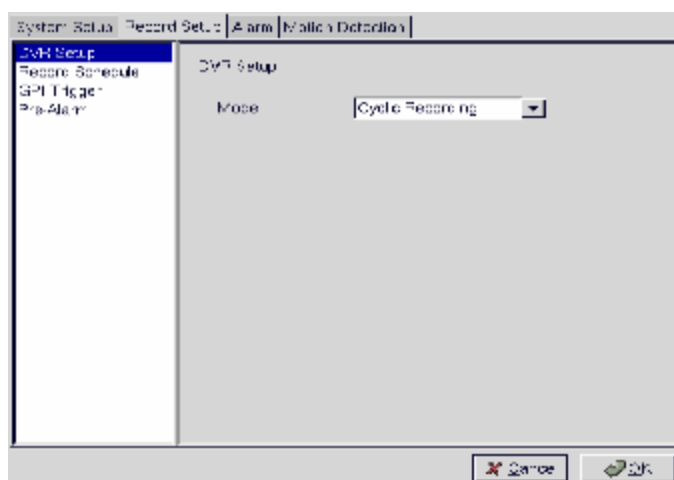 System Setup Record Setup Alarm Motion Detection
DVR Setup
Record Schedule
GPI Trigger
Pre-Alarm
DVR Setup
Mode Cyclic Recording
Cancel OK